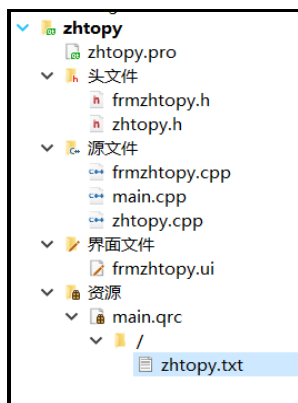 zhtopy
zhtopy.pro
头文件
frmzhtopy.h
zhtopy.h
源文件
frmzhtopy.cpp
main.cpp
zhtopy.cpp
界面文件
frmzhtopy.ui
资源
main.qrc
/
zhtopy.txt